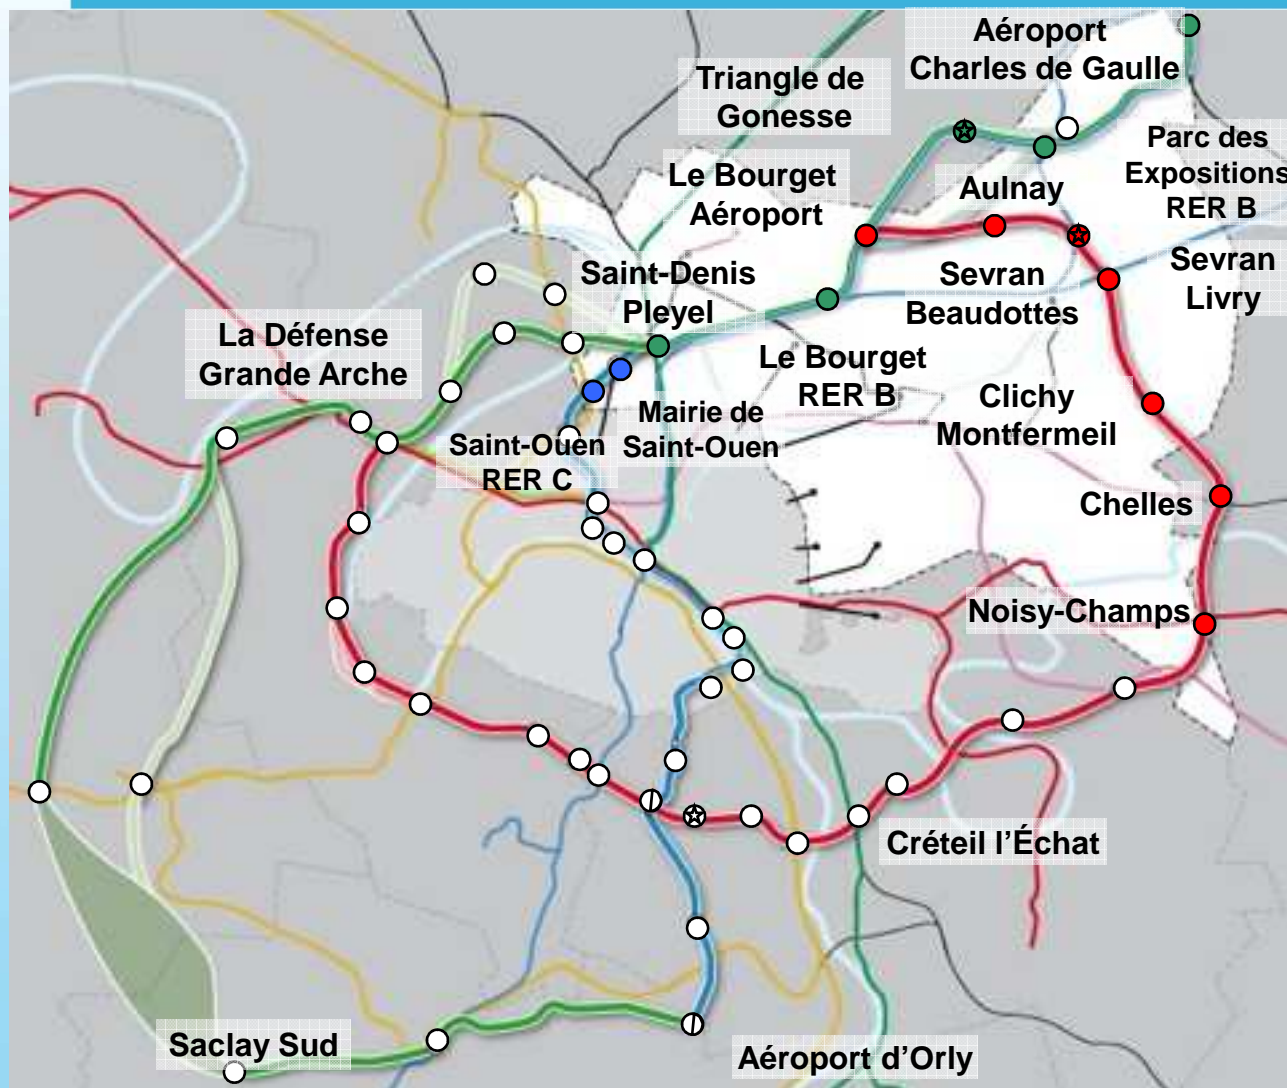 Aéroport
Charles de Gaulle
Triangle de
Gonesse
Parc des
Expositions
RER B
Le Bourget
Aéroport
Aulnay
Saint-Denis
Pleyel
Sevran
Beaudottes
Sevran
Livry
La Défense
Grande Arche
Le Bourget
RER B
Clichy
Montfermeil
Mairie de
Saint-Ouen
Saint-Ouen
RER C
Chelles
Noisy-Champs
Créteil l'Échat
Saclay Sud
Aéroport d'Orly